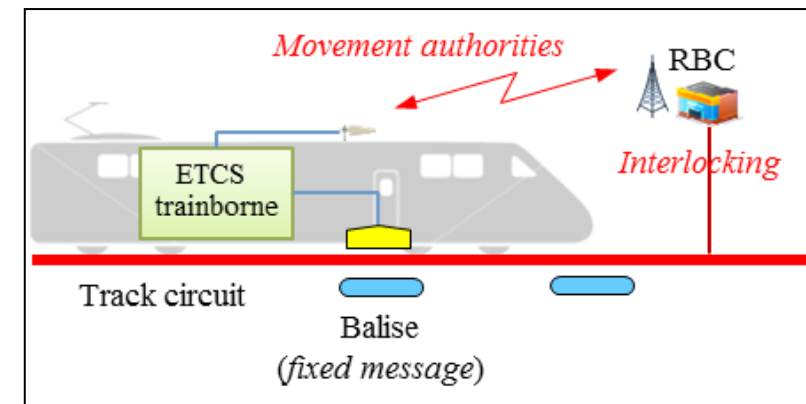 Movement authorities
RBC
Interlocking
ETCS
trainborne
Track circuit
Balise
(fixed message)